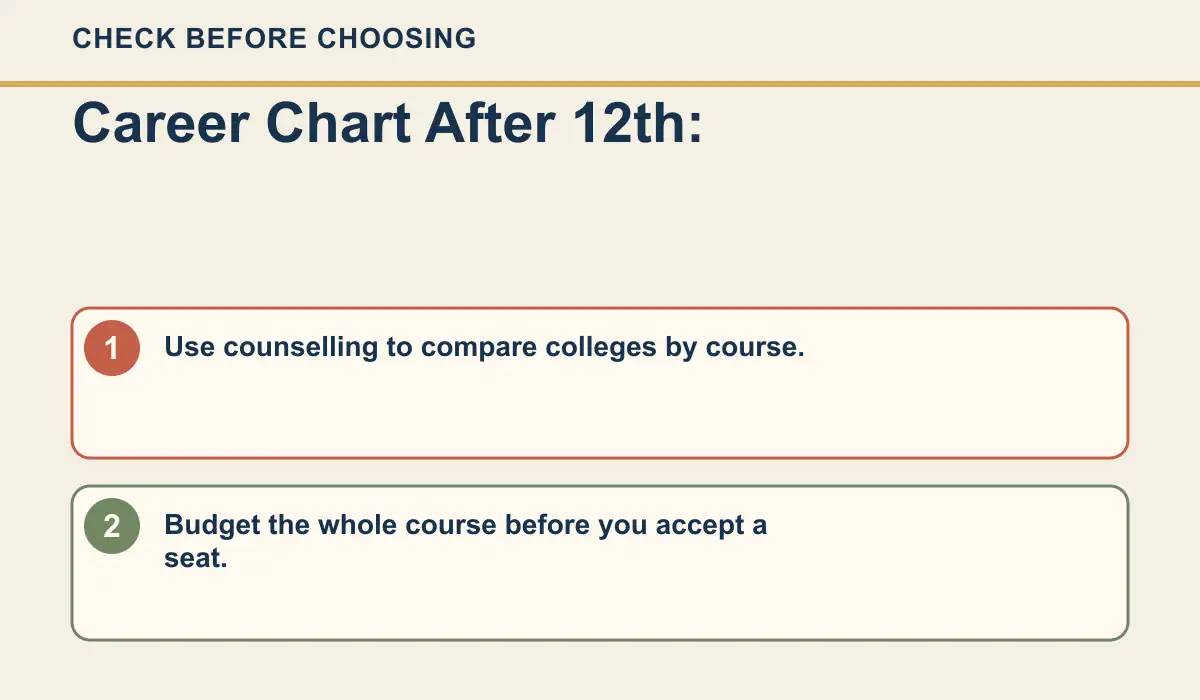 CHECK BEFORE CHOOSING
Career Chart After 12th:
1
Use counselling to compare colleges by course.
2
Budget the whole course before you accept a
seat.